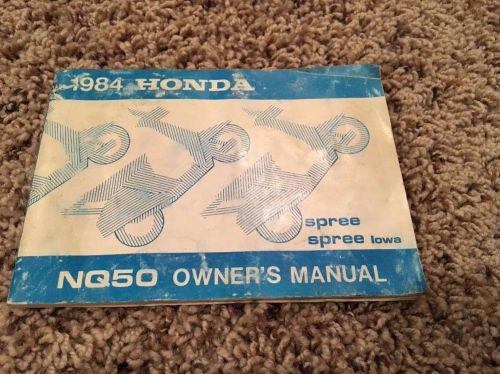 1984 HONDA
spree
spree Iowa
NQ50 OWNER'S MANUAL